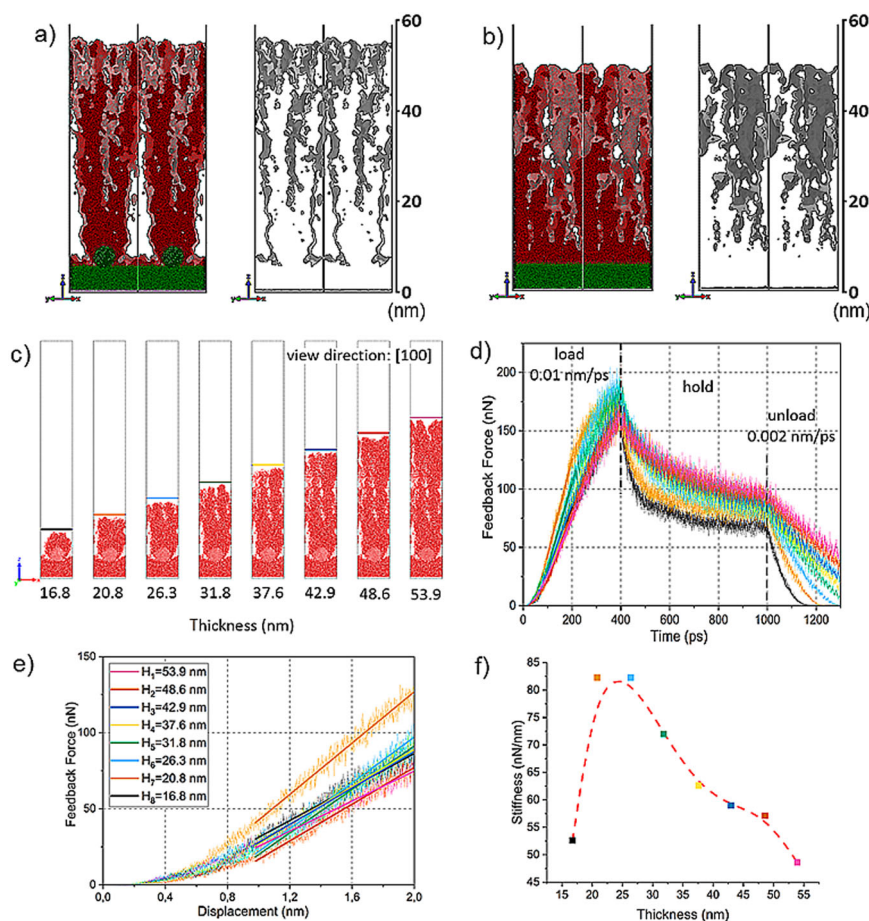 a)
60
40
20
0
(nm)
z
y
x
b)
60
40
20
0
(nm)
z
y
x
c)
view direction: [100]
z
y
x
16.8 20.8 26.3 31.8 37.6 42.9 48.6 53.9
Thickness (nm)
d)
load
0.01 nm/ps
hold
unload
0.002 nm/ps
Feedback Force (nN)
200
150
100
50
0
0 200 400 600 800 1000 1200
Time (ps)
e)
Feedback Force (nN)
150
100
50
0
H₁=53.9 nm
H₂=48.6 nm
H₃=42.9 nm
H₄=37.6 nm
H₅=31.8 nm
H₆=26.3 nm
H₇=20.8 nm
H₈=16.8 nm
0,0 0,4 0,8 1,2 1,6 2,0
Displacement (nm)
f)
Stiffness (nN/nm)
85
80
75
70
65
60
55
50
45
15 20 25 30 35 40 45 50 55
Thickness (nm)